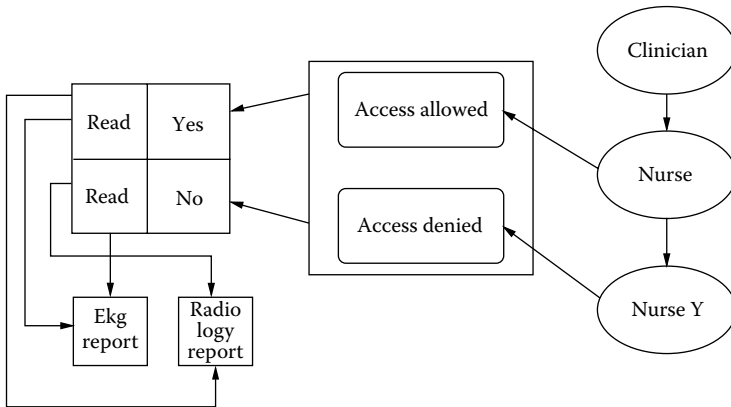 Clinician
Read
Yes
Access allowed
Nurse
Read
No
Access denied
Nurse Y
Ekg
report
Radio
logy
report